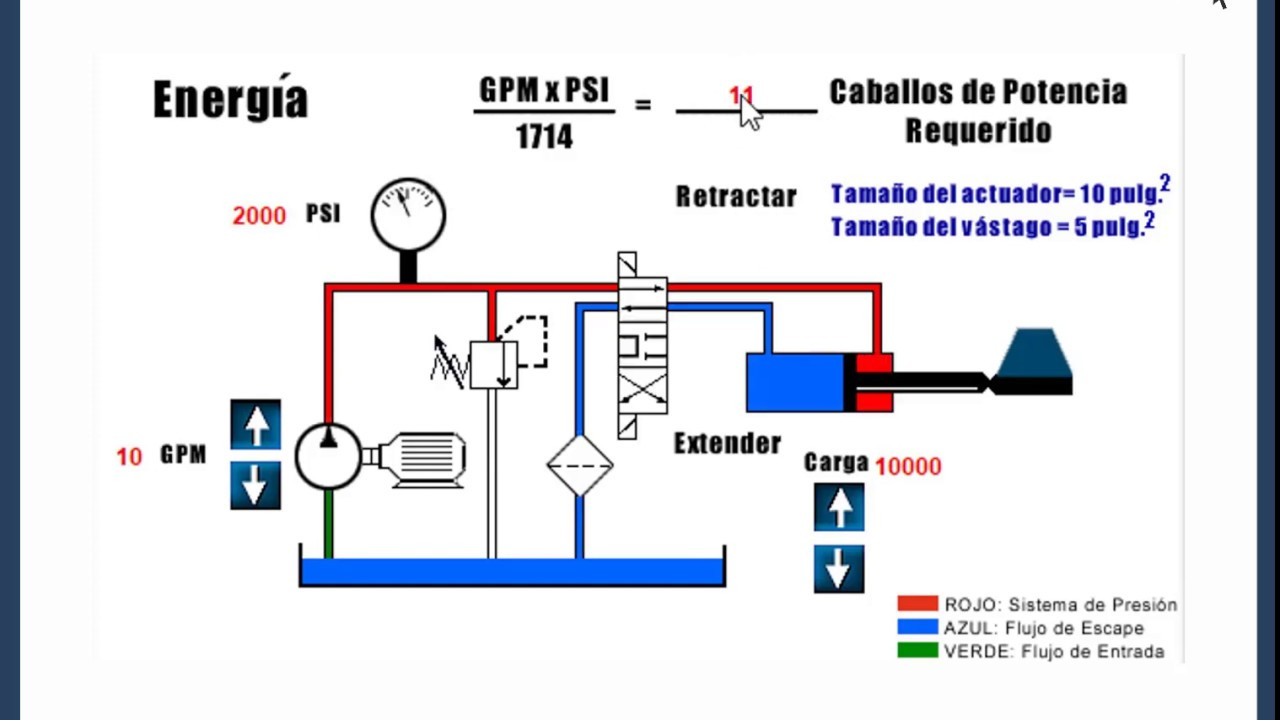 Energía
GPM x PSI
1714
=
11
Caballos de Potencia
Requerido
Retractar
Tamaño del actuador= 10 pulg.2
Tamaño del vástago = 5 pulg.2
2000 PSI
10 GPM
Extender
Carga 10000
ROJO: Sistema de Presión
AZUL: Flujo de Escape
VERDE: Flujo de Entrada